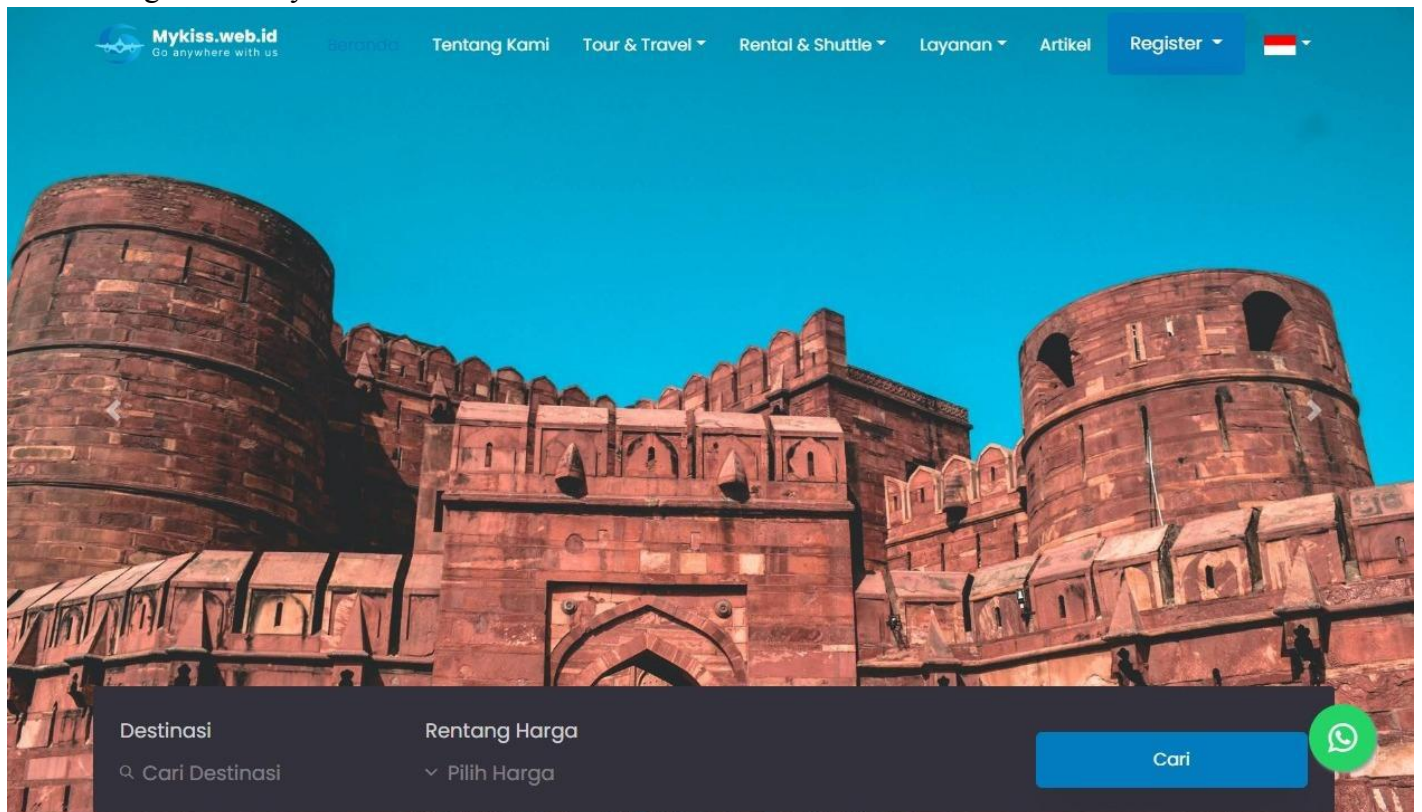 Mykiss.web.id
Go anywhere with us
Beranda
Tentang Kami
Tour & Travel
Rental & Shuttle
Layanan
Artikel
Register
Destinasi
Cari Destinasi
Rentang Harga
Pilih Harga
Cari